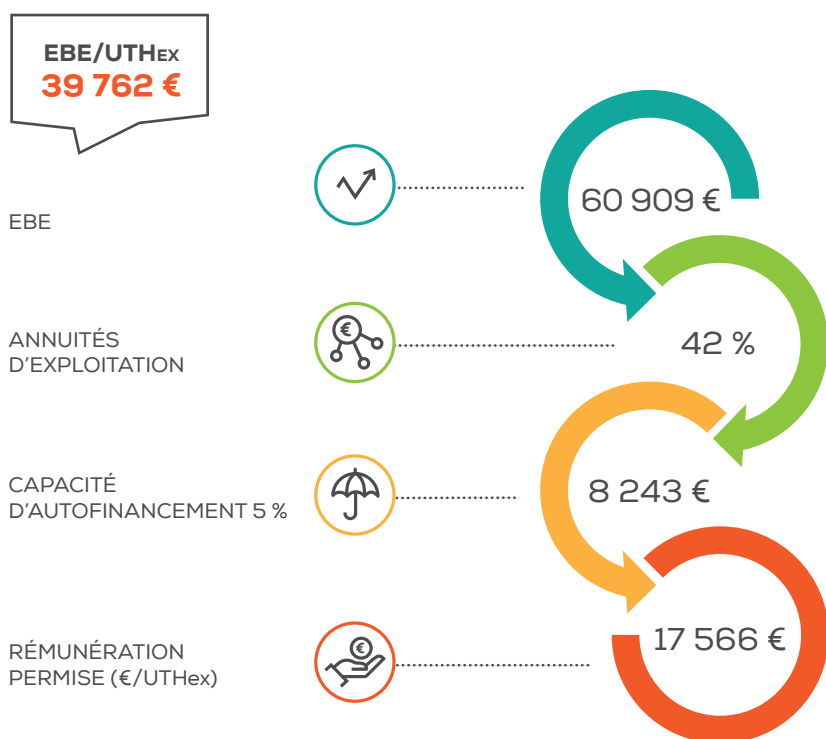 EBE/UTHEX
39 762 €
EBE
60 909 €
ANNUITÉS
D'EXPLOITATION
€
42 %
CAPACITÉ
D'AUTOFINANCEMENT 5 %
8 243 €
RÉMUNÉRATION
PERMISE (€/UTHex)
€
17 566 €